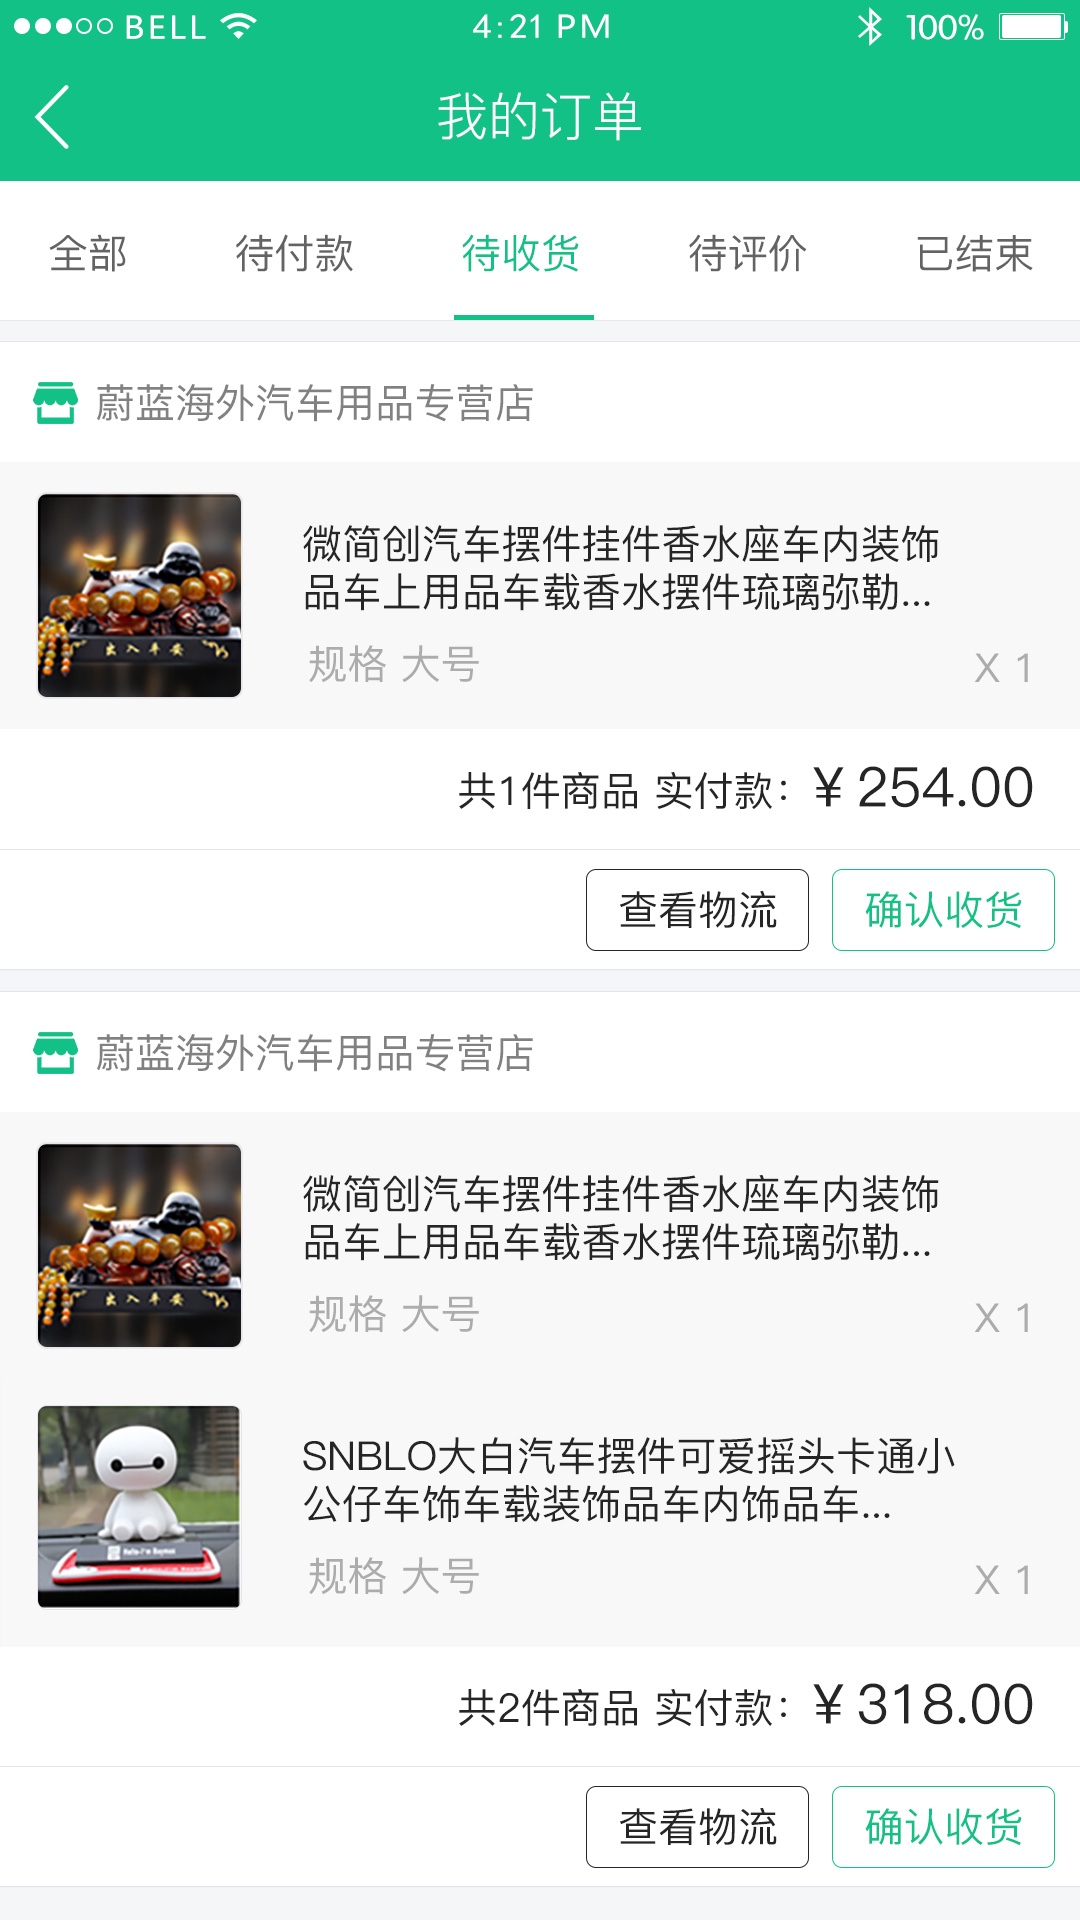 BELL 4:21 PM 100%
我的订单
全部 待付款 待收货 待评价 已结束
蔚蓝海外汽车用品专营店
微简创汽车摆件挂件香水座车内装饰
品车上用品车载香水摆件琉璃弥勒...
出入平安
规格 大号 X 1
共1件商品 实付款：¥ 254.00
查看物流 确认收货
蔚蓝海外汽车用品专营店
微简创汽车摆件挂件香水座车内装饰
品车上用品车载香水摆件琉璃弥勒...
出入平安
规格 大号 X 1
SNBLO大白汽车摆件可爱摇头卡通小
公仔车饰车载装饰品车内饰品车...
规格 大号 X 1
共2件商品 实付款：¥ 318.00
查看物流 确认收货